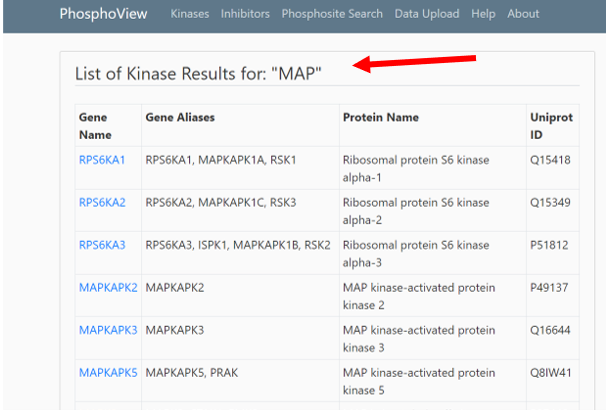 PhosphoView Kinases Inhibitors Phosphosite Search Data Upload Help About
List of Kinase Results for: "MAP"
Gene Name Gene Aliases Protein Name Uniprot ID
RPS6KA1 RPS6KA1, MAPKAPK1A, RSK1 Ribosomal protein S6 kinase Q15418
alpha-1
RPS6KA2 RPS6KA2, MAPKAPK1C, RSK3 Ribosomal protein S6 kinase Q15349
alpha-2
RPS6KA3 RPS6KA3, ISPK1, MAPKAPK1B, RSK2 Ribosomal protein S6 kinase P51812
alpha-3
MAPKAPK2 MAPKAPK2 MAP kinase-activated protein P49137
kinase 2
MAPKAPK3 MAPKAPK3 MAP kinase-activated protein Q16644
kinase 3
MAPKAPK5 MAPKAPK5, PRAK MAP kinase-activated protein Q8IW41
kinase 5